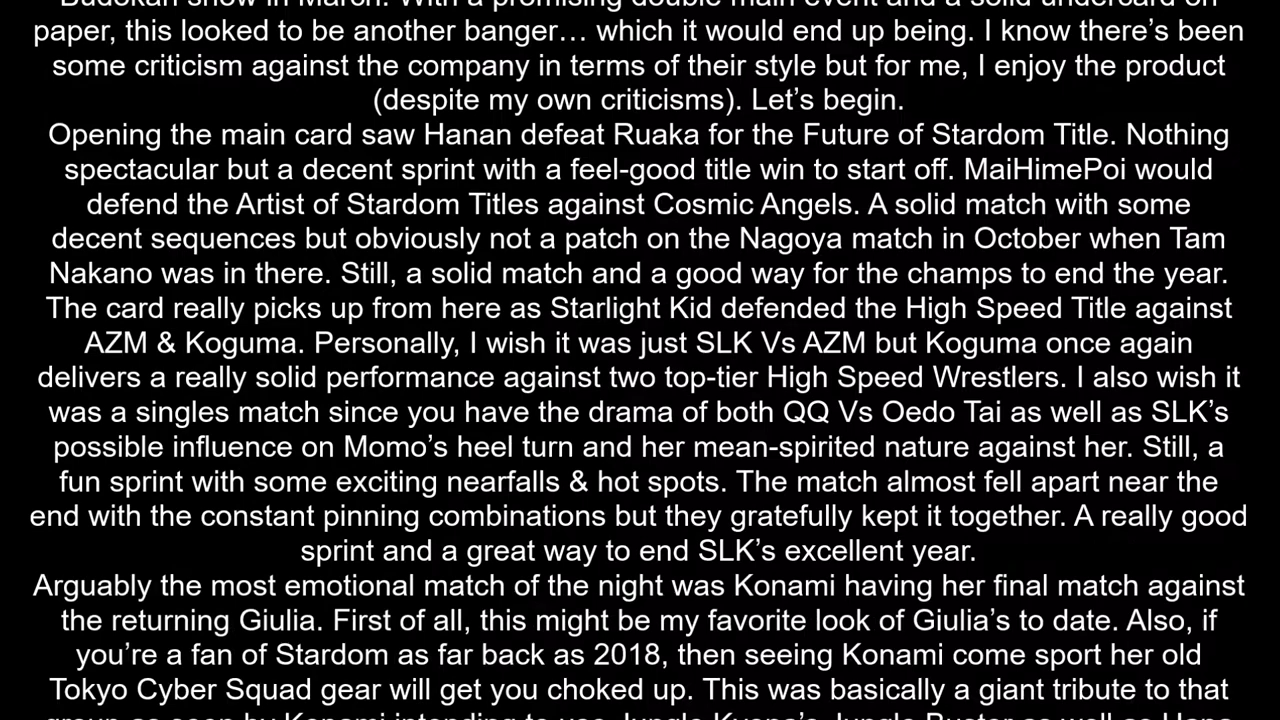 Budokan show in March. With a promising double main event and a solid undercard on
paper, this looked to be another banger… which it would end up being. I know there’s been
some criticism against the company in terms of their style but for me, I enjoy the product
(despite my own criticisms). Let’s begin.
Opening the main card saw Hanan defeat Ruaka for the Future of Stardom Title. Nothing
spectacular but a decent sprint with a feel-good title win to start off. MaiHimePoi would
defend the Artist of Stardom Titles against Cosmic Angels. A solid match with some
decent sequences but obviously not a patch on the Nagoya match in October when Tam
Nakano was in there. Still, a solid match and a good way for the champs to end the year.
The card really picks up from here as Starlight Kid defended the High Speed Title against
AZM & Koguma. Personally, I wish it was just SLK Vs AZM but Koguma once again
delivers a really solid performance against two top-tier High Speed Wrestlers. I also wish it
was a singles match since you have the drama of both QQ Vs Oedo Tai as well as SLK’s
possible influence on Momo’s heel turn and her mean-spirited nature against her. Still, a
fun sprint with some exciting nearfalls & hot spots. The match almost fell apart near the
end with the constant pinning combinations but they gratefully kept it together. A really good
sprint and a great way to end SLK’s excellent year.
Arguably the most emotional match of the night was Konami having her final match against
the returning Giulia. First of all, this might be my favorite look of Giulia’s to date. Also, if
you’re a fan of Stardom as far back as 2018, then seeing Konami come sport her old
Tokyo Cyber Squad gear will get you choked up. This was basically a giant tribute to that
group as seen by Konami intending to use Jungle Kyona’s Jungle Buster as well as Hana